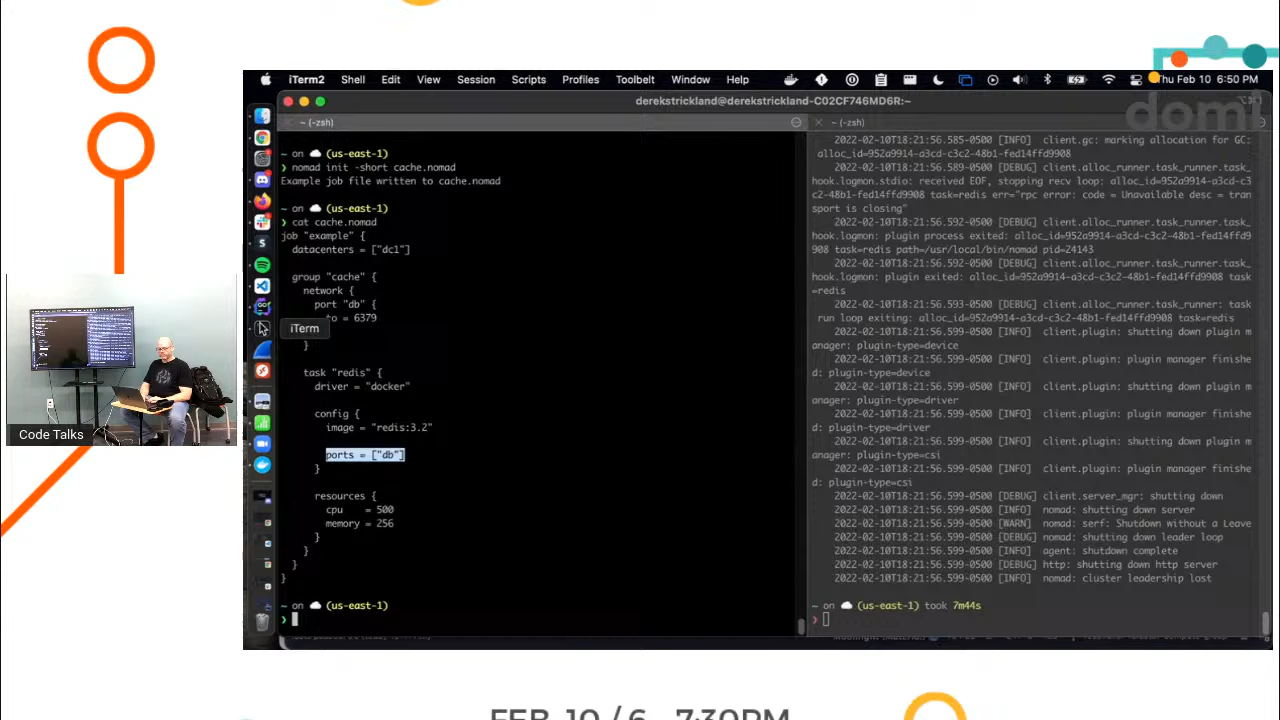 iTerm2 Shell Edit View Session Scripts Profiles Toolbelt Window Help Thu Feb 10 6:50 PM
derekstrickland@derekstrickland-C02CF746MD6R:~
domi
~ (-zsh)
~ on (us-east-1)
❯ nomad init -short cache.nomad
Example job file written to cache.nomad
~ on (us-east-1)
❯ cat cache.nomad
job "example" {
datacenters = ["dc1"]
group "cache" {
network {
port "db" {
to = 6379
iTerm
}
task "redis" {
driver = "docker"
config {
image = "redis:3.2"
ports = ["db"]
}
resources {
cpu = 500
memory = 256
}
}
}
}
~ on (us-east-1)
❯
~ (-zsh)
2022-02-10T18:21:56.585-0500 [INFO] client.gc: marking allocation for GC:
alloc_id=952a9914-a3cd-c3c2-48b1-fed14ffd9908
2022-02-10T18:21:56.589-0500 [DEBUG] client.alloc_runner.task_runner.task_
hook.logmon.stdio: received EOF, stopping recv loop: alloc_id=952a9914-a3cd-c3
c2-48b1-fed14ffd9908 task=redis err="rpc error: code = Unavailable desc = tran
sport is closing"
2022-02-10T18:21:56.592-0500 [DEBUG] client.alloc_runner.task_runner.task_
hook.logmon: plugin process exited: alloc_id=952a9914-a3cd-c3c2-48b1-fed14ffd9
908 task=redis path=/usr/local/bin/nomad pid=24143
2022-02-10T18:21:56.592-0500 [DEBUG] client.alloc_runner.task_runner.task_
hook.logmon: plugin exited: alloc_id=952a9914-a3cd-c3c2-48b1-fed14ffd9908 task
=redis
2022-02-10T18:21:56.593-0500 [DEBUG] client.alloc_runner.task_runner: task
run loop exiting: alloc_id=952a9914-a3cd-c3c2-48b1-fed14ffd9908 task=redis
2022-02-10T18:21:56.599-0500 [INFO] client.plugin: shutting down plugin m
anager: plugin-type=device
2022-02-10T18:21:56.599-0500 [INFO] client.plugin: plugin manager finishe
d: plugin-type=device
2022-02-10T18:21:56.599-0500 [INFO] client.plugin: shutting down plugin m
anager: plugin-type=driver
2022-02-10T18:21:56.599-0500 [INFO] client.plugin: plugin manager finishe
d: plugin-type=driver
2022-02-10T18:21:56.599-0500 [INFO] client.plugin: shutting down plugin m
anager: plugin-type=csi
2022-02-10T18:21:56.599-0500 [INFO] client.plugin: plugin manager finishe
d: plugin-type=csi
2022-02-10T18:21:56.599-0500 [DEBUG] client.server_mgr: shutting down
2022-02-10T18:21:56.599-0500 [INFO] nomad: shutting down server
2022-02-10T18:21:56.599-0500 [WARN] nomad: serf: Shutdown without a Leave
2022-02-10T18:21:56.599-0500 [DEBUG] nomad: shutting down leader loop
2022-02-10T18:21:56.599-0500 [INFO] agent: shutdown complete
2022-02-10T18:21:56.599-0500 [DEBUG] http: shutting down http server
2022-02-10T18:21:56.599-0500 [INFO] nomad: cluster leadership lost
~ on (us-east-1) took 7m44s
❯
Code Talks
FEB. 10 / 6 - 7:30PM